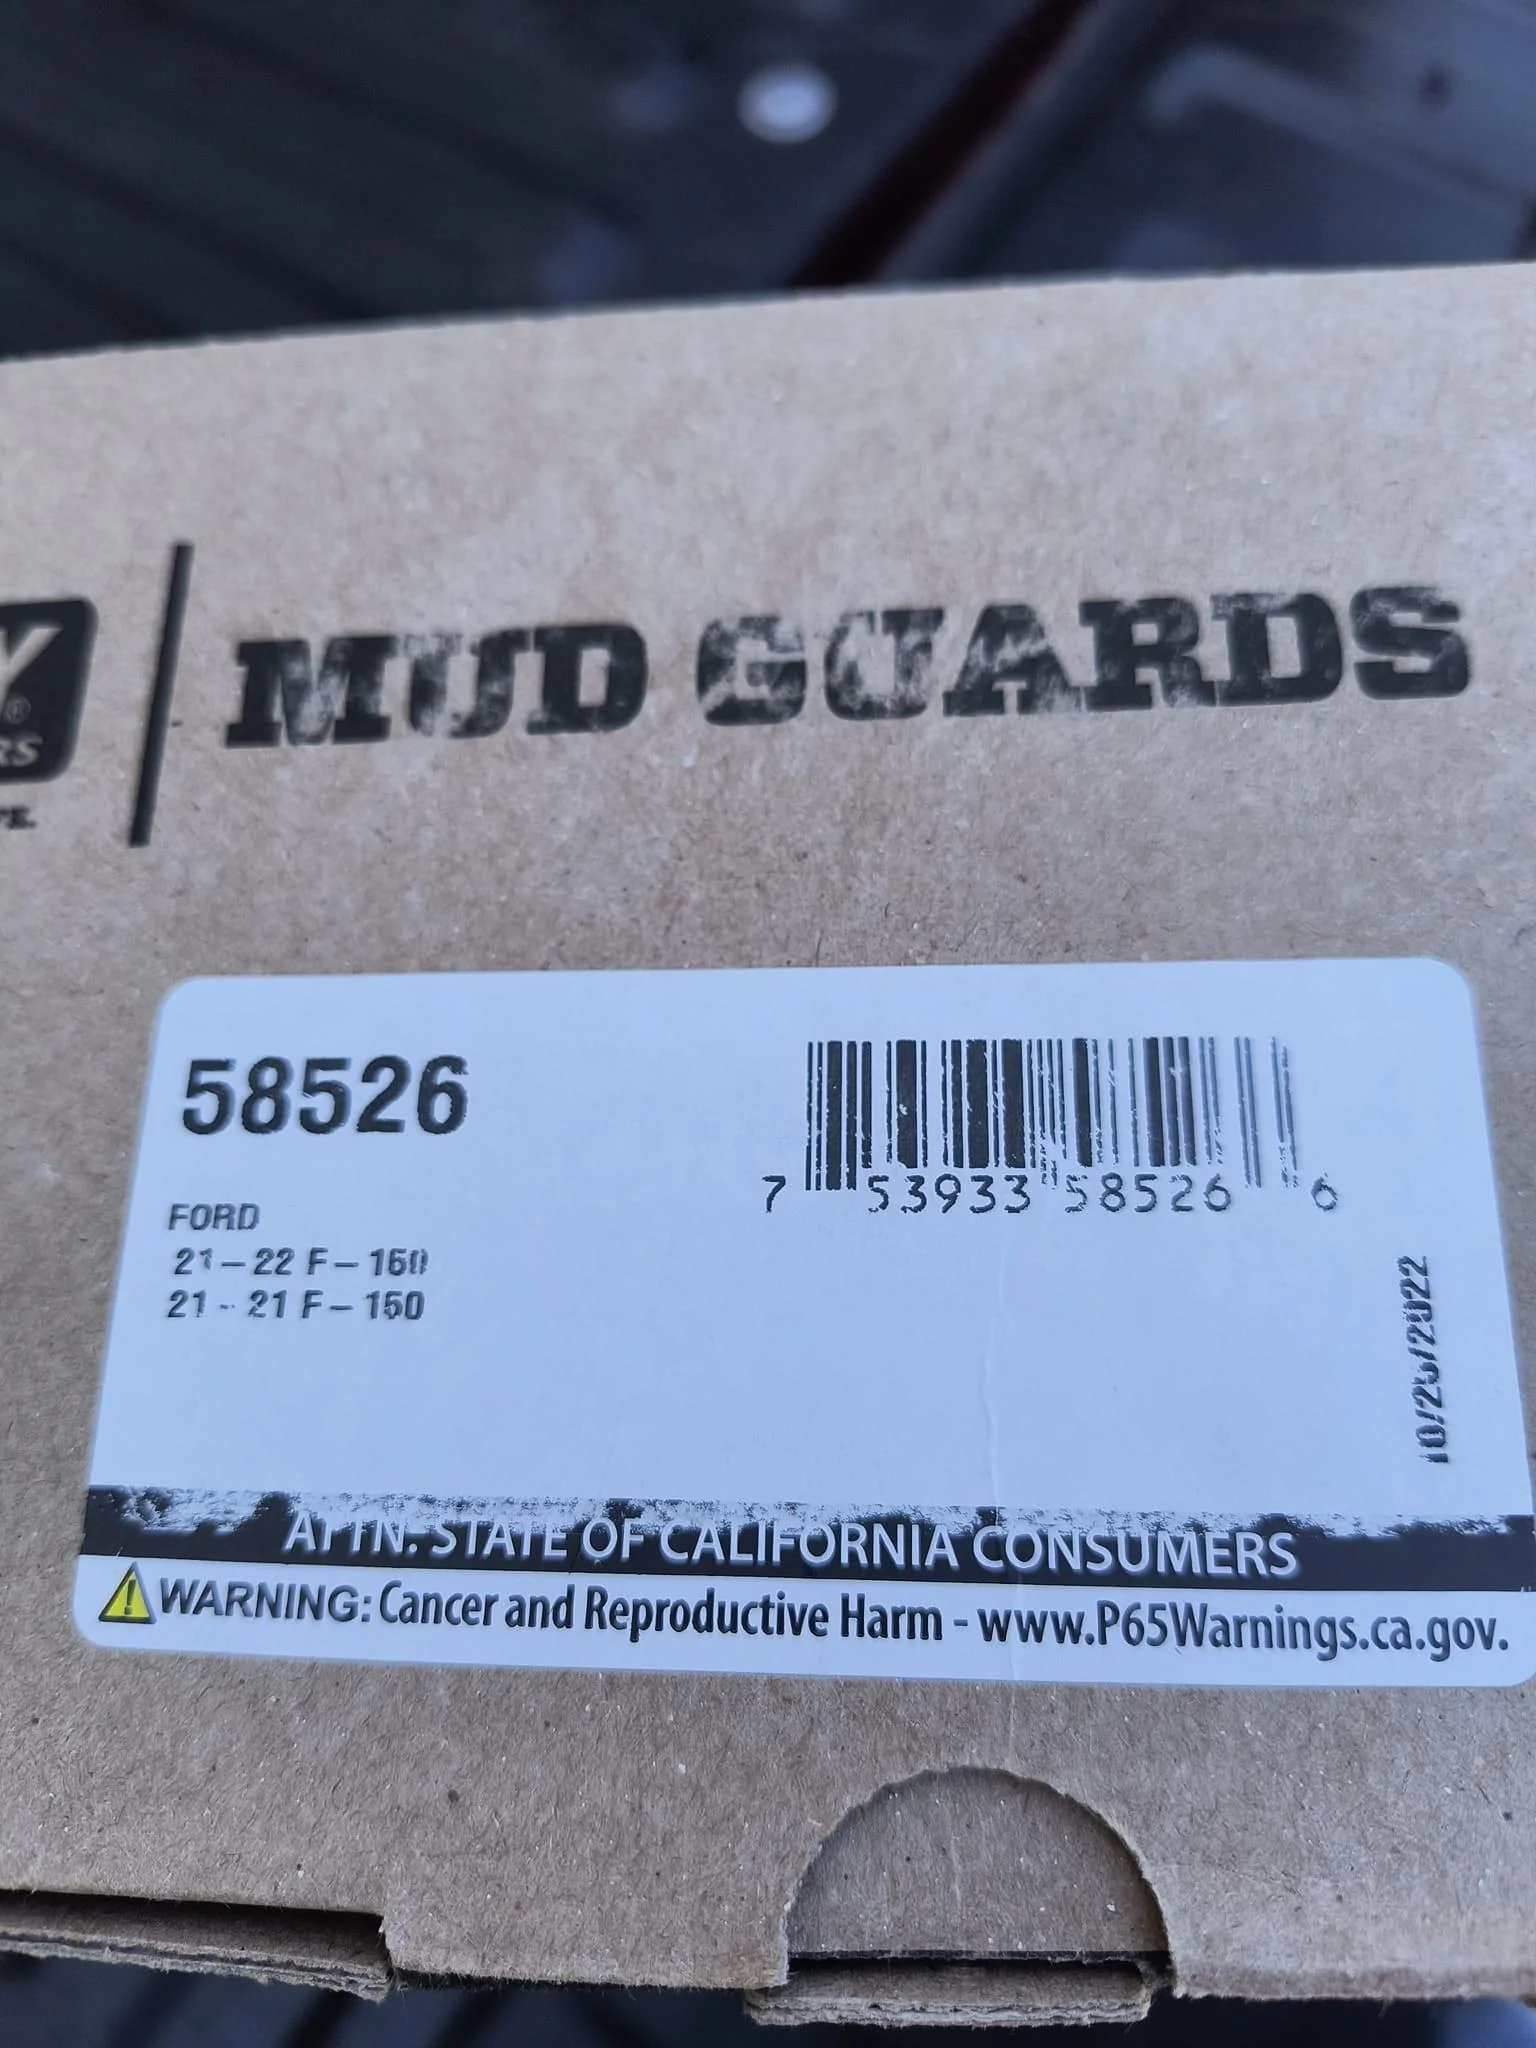 Y
®
RS
MUD GUARDS
58526
7 53933 58526 6
FORD
21-22 F-150
21-21 F-150
ATTN: STATE OF CALIFORNIA CONSUMERS
WARNING: Cancer and Reproductive Harm - www.P65Warnings.ca.gov.